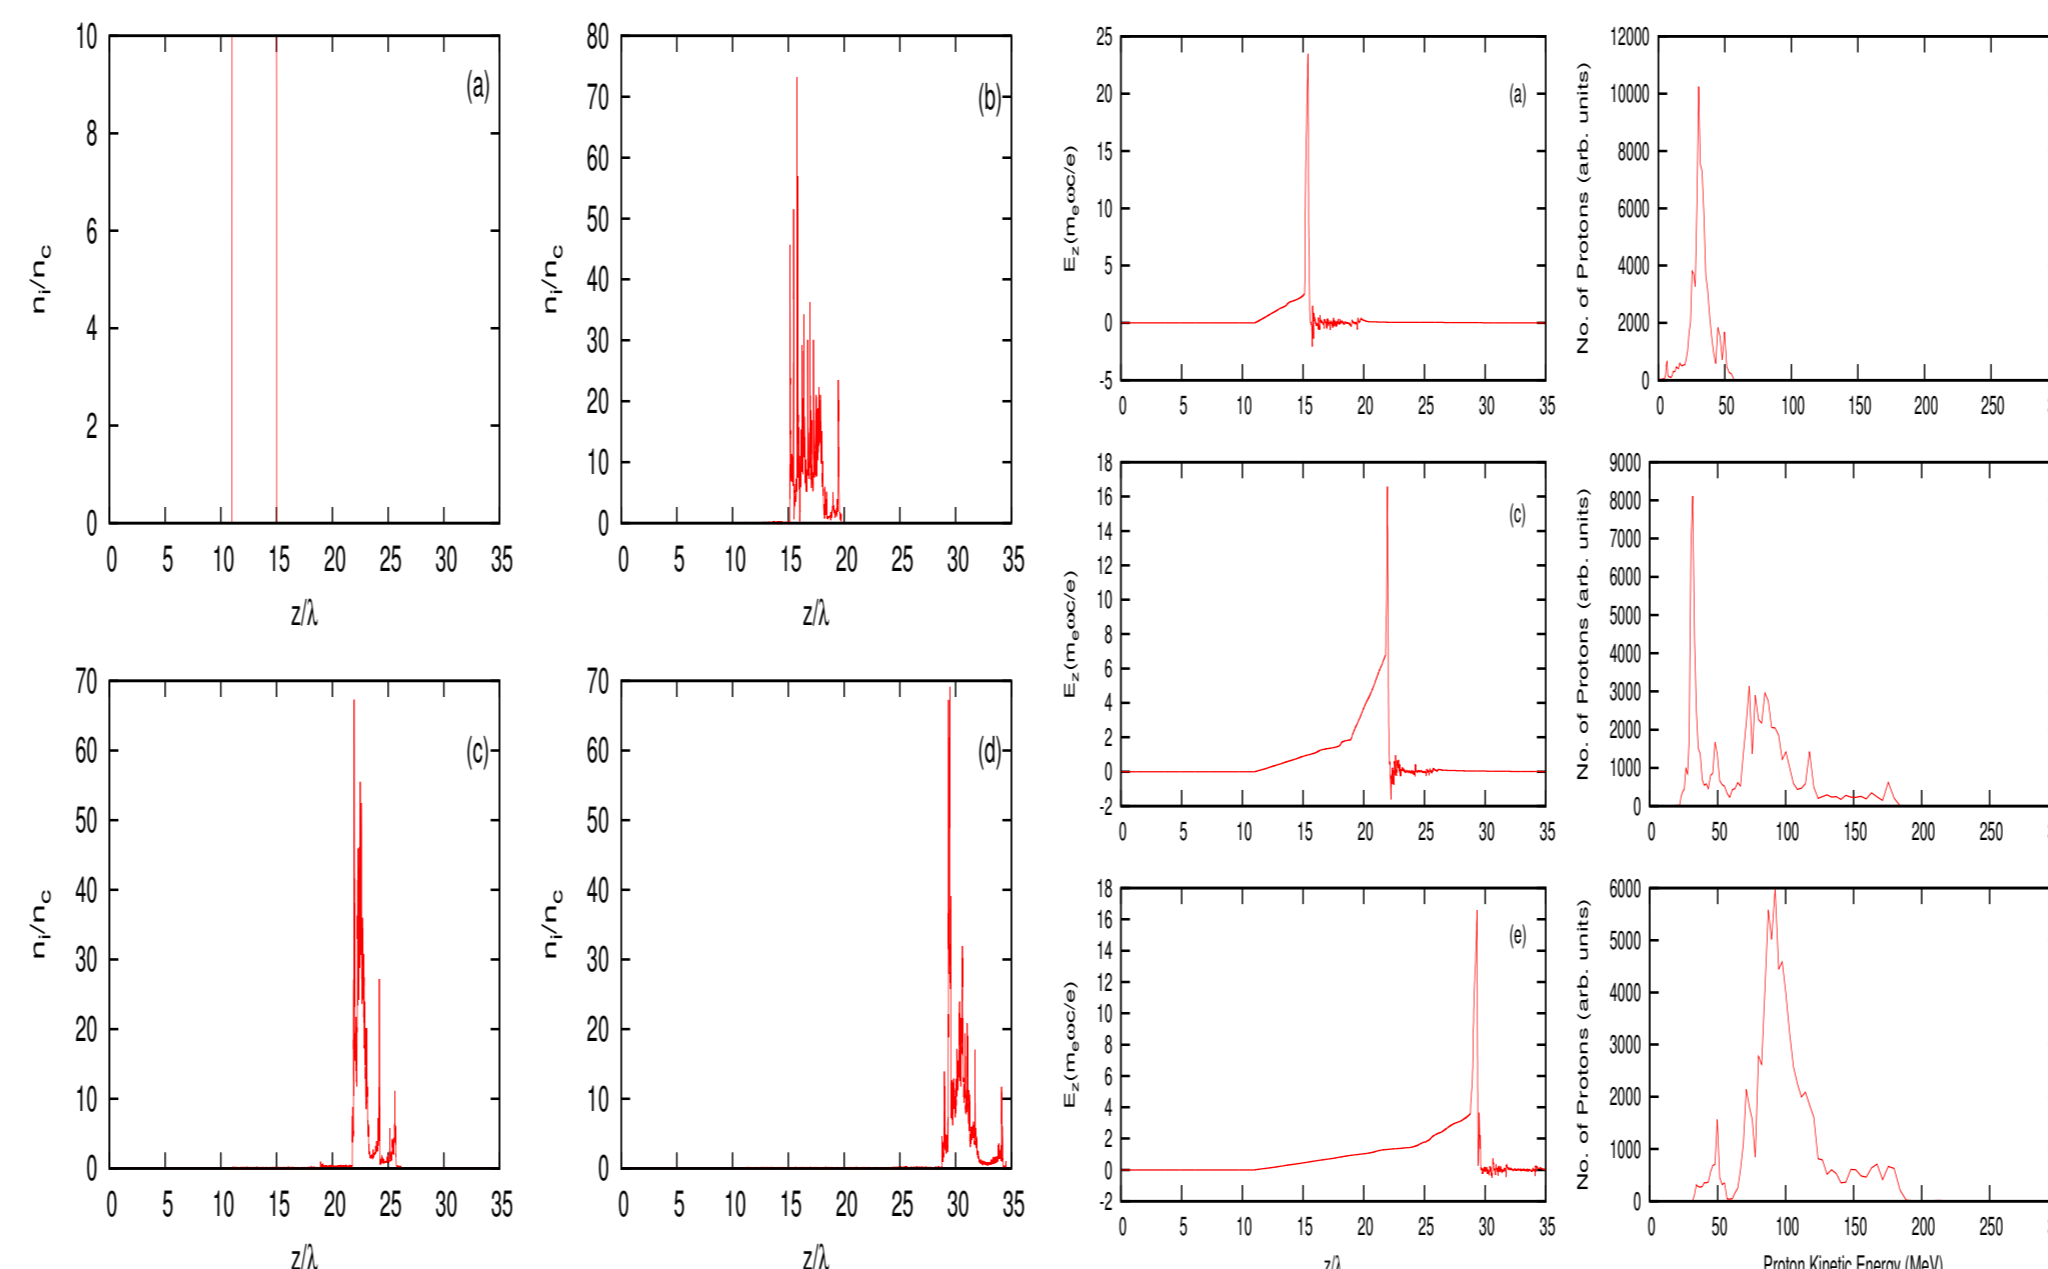 10
8
6
4
2
0
n_i/n_c
(a)
0 5 10 15 20 25 30 35
z/λ
80
70
60
50
40
30
20
10
0
n_i/n_c
(b)
0 5 10 15 20 25 30 35
z/λ
70
60
50
40
30
20
10
0
n_i/n_c
(c)
0 5 10 15 20 25 30 35
z/λ
70
60
50
40
30
20
10
0
n_i/n_c
(d)
0 5 10 15 20 25 30 35
z/λ
25
20
15
10
5
0
-5
E_z(m_eωc/e)
(a)
0 5 10 15 20 25 30 35
12000
10000
8000
6000
4000
2000
0
No. of Protons (arb. units)
0 50 100 150 200 250
18
16
14
12
10
8
6
4
2
0
-2
E_z(m_eωc/e)
(c)
0 5 10 15 20 25 30 35
9000
8000
7000
6000
5000
4000
3000
2000
1000
0
No. of Protons (arb. units)
0 50 100 150 200 250
18
16
14
12
10
8
6
4
2
0
-2
E_z(m_eωc/e)
(e)
0 5 10 15 20 25 30 35
z/λ
6000
5000
4000
3000
2000
1000
0
No. of Protons (arb. units)
0 50 100 150 200 250
Proton Kinetic Energy (MeV)